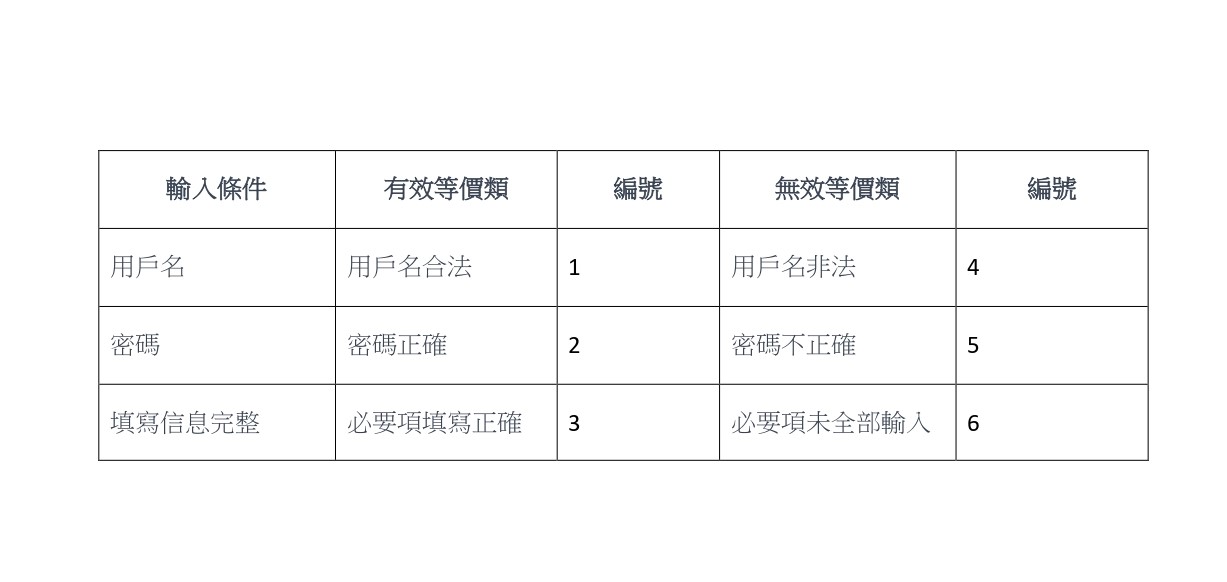 輸入條件 有效等價類 編號 無效等價類 編號
用戶名 用戶名合法 1 用戶名非法 4
密碼 密碼正確 2 密碼不正確 5
填寫信息完整 必要項填寫正確 3 必要項未全部輸入 6